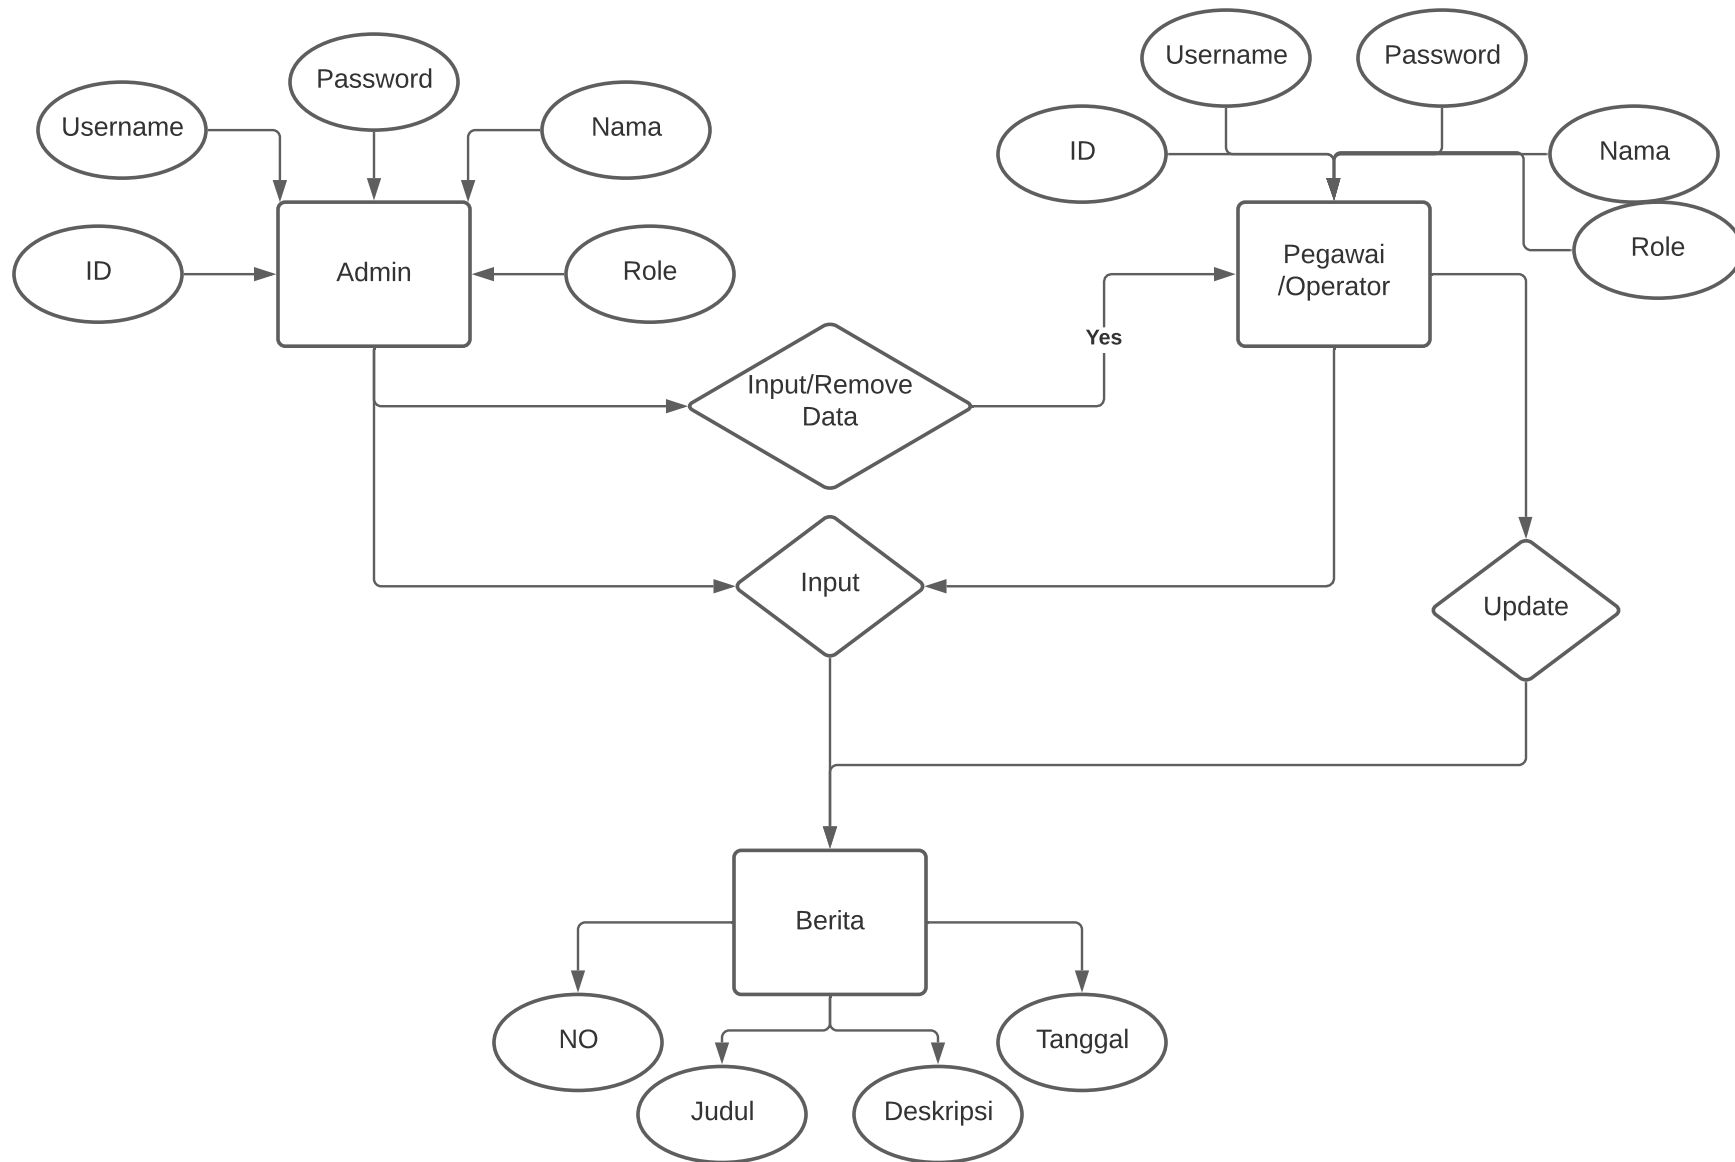 Username
Password
Nama
ID
Admin
Role
Username
Password
ID
Nama
Pegawai
/Operator
Role
Input/Remove
Data
Yes
Input
Update
Berita
NO
Judul
Deskripsi
Tanggal